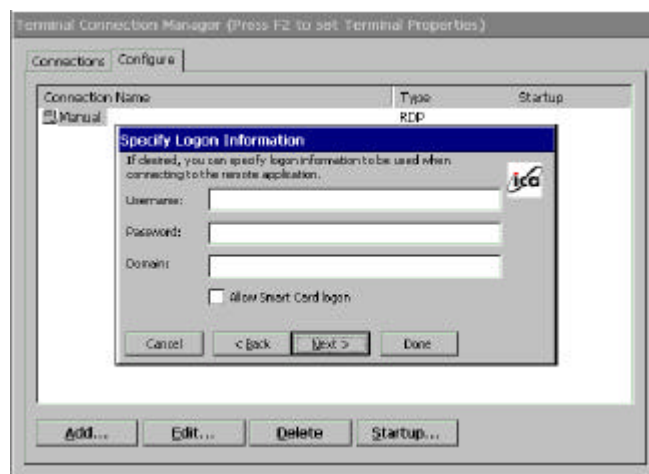 Terminal Connection Manager (Press F2 to set Terminal Properties)
Connections Configure
Connection Name Type Startup
Manual RDP
Specify Logon Information
If desired, you can specify logon information to be used when
connecting to the remote application.
ica
Username:
Password:
Domain:
Allow Smart Card logon
Cancel < Back Next > Done
Add... Edit... Delete Startup...